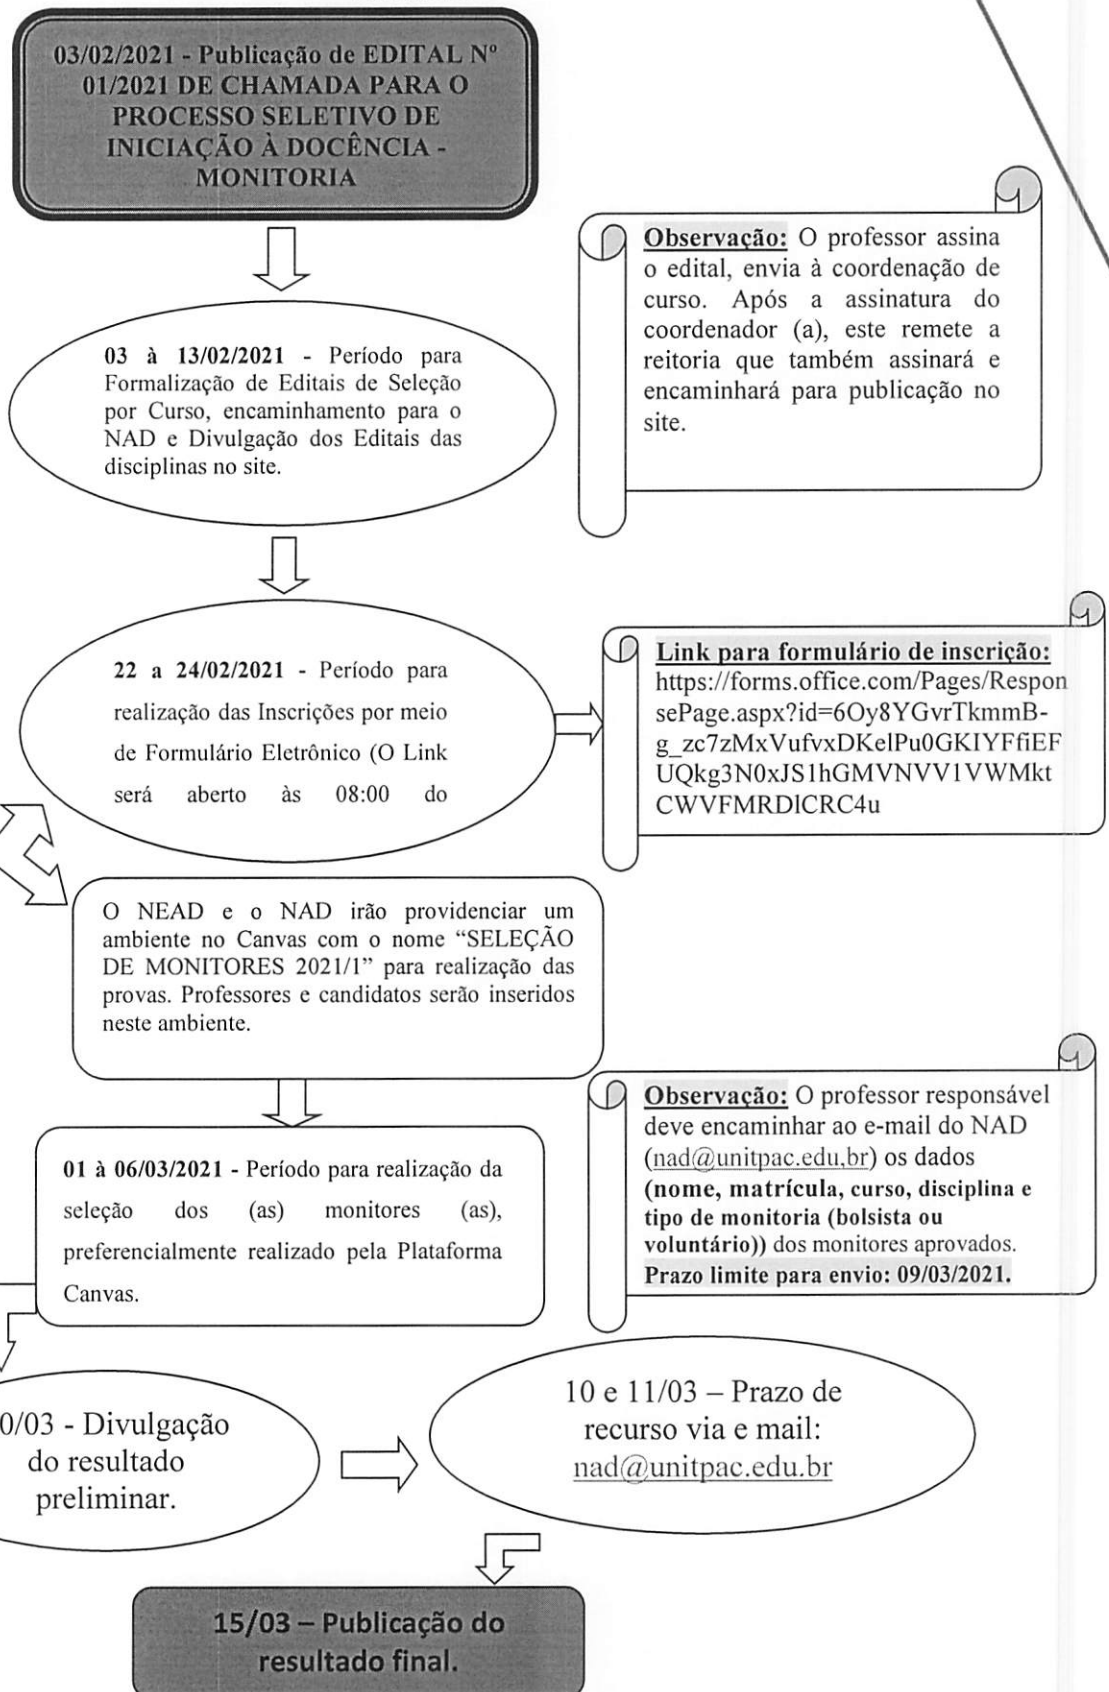 03/02/2021 - Publicação de EDITAL Nº
01/2021 DE CHAMADA PARA O
PROCESSO SELETIVO DE
INICIAÇÃO À DOCÊNCIA -
MONITORIA
Observação: O professor assina
o edital, envia à coordenação de
curso. Após a assinatura do
coordenador (a), este remete a
reitoria que também assinará e
encaminhará para publicação no
site.
03 à 13/02/2021 - Período para
Formalização de Editais de Seleção
por Curso, encaminhamento para o
NAD e Divulgação dos Editais das
disciplinas no site.
22 a 24/02/2021 - Período para
realização das Inscrições por meio
de Formulário Eletrônico (O Link
será aberto às 08:00 do
Link para formulário de inscrição:
https://forms.office.com/Pages/Respon
sePage.aspx?id=6Oy8YGvrTkmmB-
g_zc7zMxVufvxDKelPu0GKIYFfiEF
UQkg3N0xJS1hGMVNVV1VWMkt
CWVFMRDlCRC4u
O NEAD e o NAD irão providenciar um
ambiente no Canvas com o nome “SELEÇÃO
DE MONITORES 2021/1” para realização das
provas. Professores e candidatos serão inseridos
neste ambiente.
Observação: O professor responsável
deve encaminhar ao e-mail do NAD
(nad@unitpac.edu,br) os dados
(nome, matrícula, curso, disciplina e
tipo de monitoria (bolsista ou
voluntário)) dos monitores aprovados.
Prazo limite para envio: 09/03/2021.
01 à 06/03/2021 - Período para realização da
seleção dos (as) monitores (as),
preferencialmente realizado pela Plataforma
Canvas.
0/03 - Divulgação
do resultado
preliminar.
10 e 11/03 – Prazo de
recurso via e mail:
nad@unitpac.edu.br
15/03 – Publicação do
resultado final.